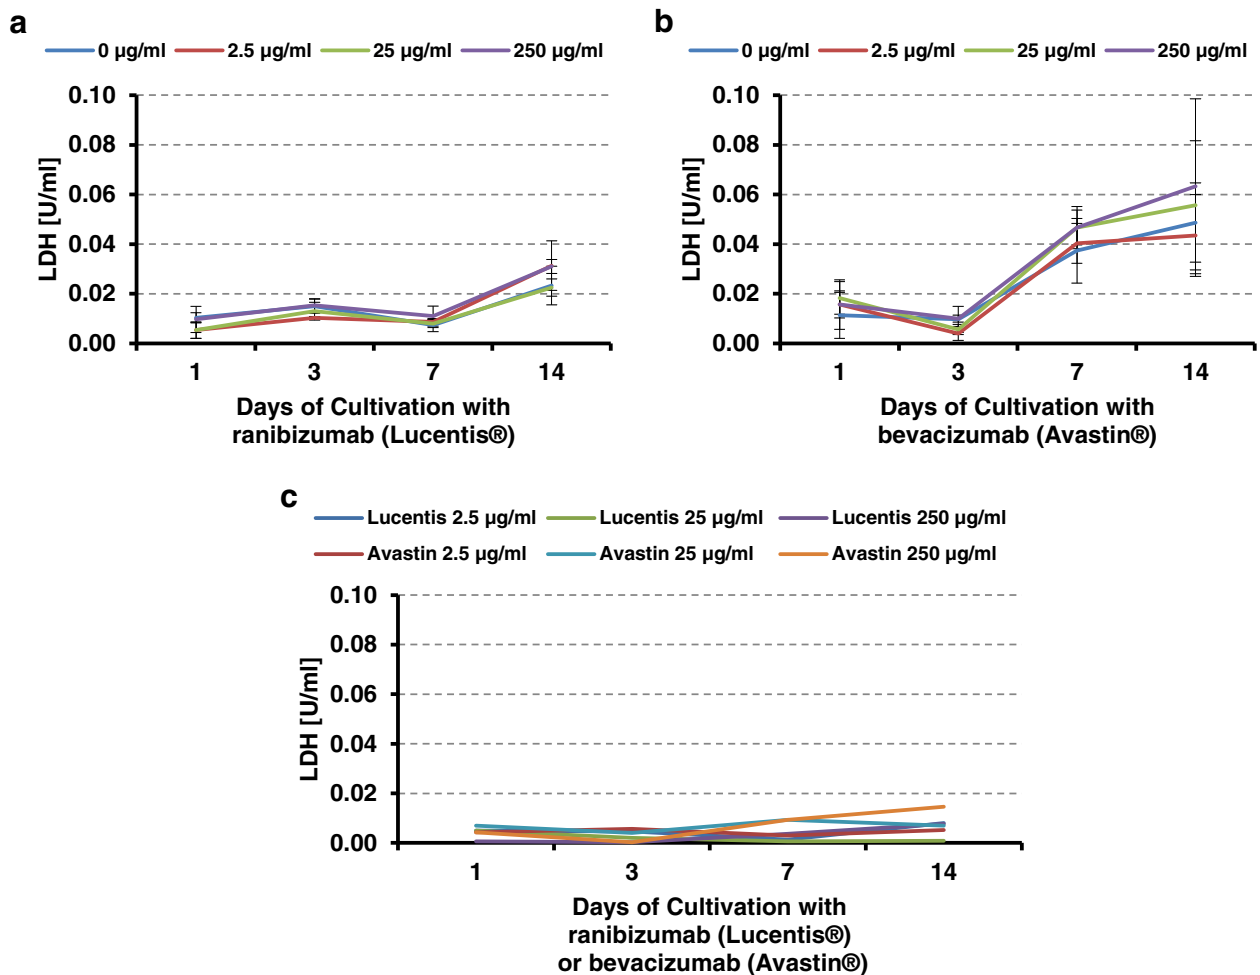 a
0 µg/ml 2.5 µg/ml 25 µg/ml 250 µg/ml
LDH [U/ml]
0.10
0.08
0.06
0.04
0.02
0.00
1 3 7 14
Days of Cultivation with
ranibizumab (Lucentis®)
b
0 µg/ml 2.5 µg/ml 25 µg/ml 250 µg/ml
LDH [U/ml]
0.10
0.08
0.06
0.04
0.02
0.00
1 3 7 14
Days of Cultivation with
bevacizumab (Avastin®)
c
Lucentis 2.5 µg/ml Lucentis 25 µg/ml Lucentis 250 µg/ml
Avastin 2.5 µg/ml Avastin 25 µg/ml Avastin 250 µg/ml
LDH [U/ml]
0.10
0.08
0.06
0.04
0.02
0.00
1 3 7 14
Days of Cultivation with
ranibizumab (Lucentis®)
or bevacizumab (Avastin®)